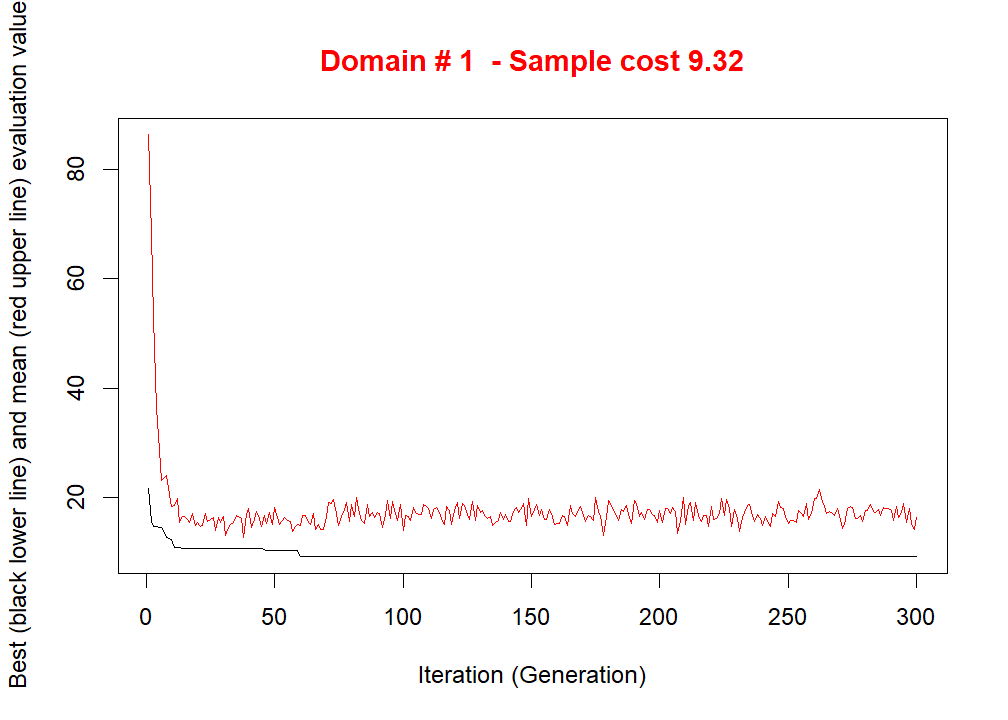 Domain # 1  - Sample cost 9.32
Best (black lower line) and mean (red upper line) evaluation value
80
60
40
20
0 50 100 150 200 250 300
Iteration (Generation)